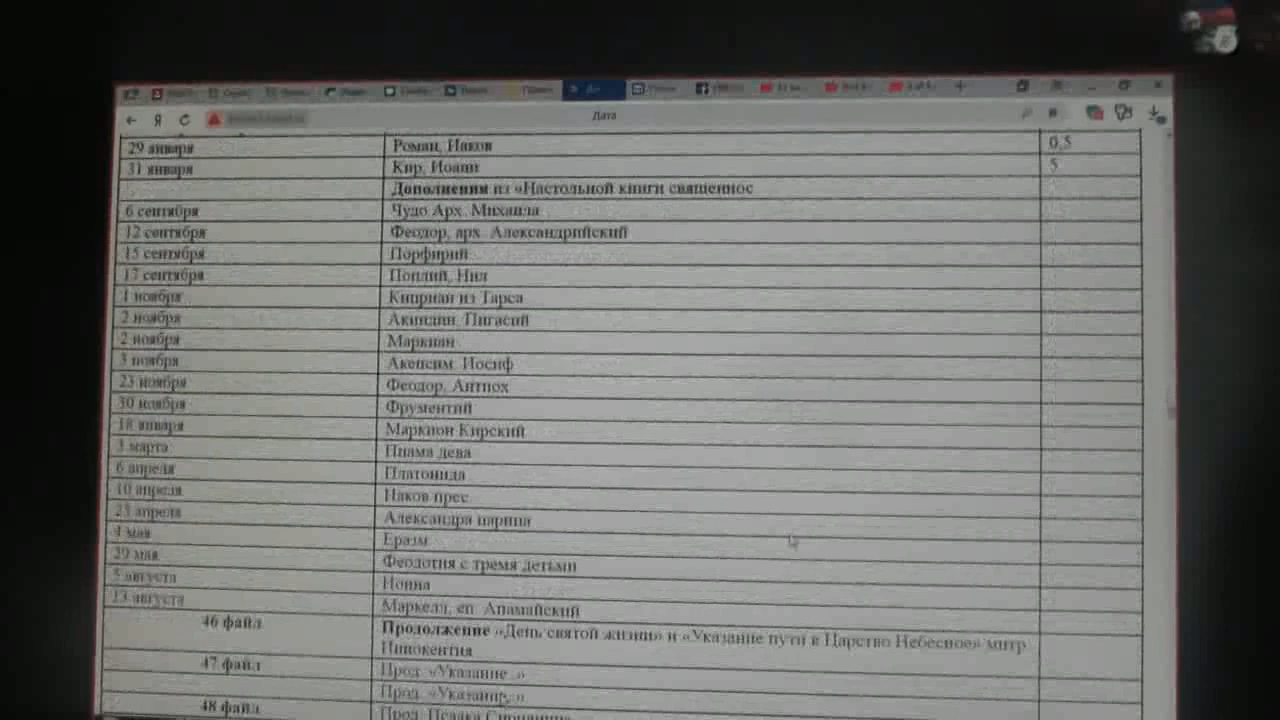 Дата
29 января Роман, Иаков 0,5
31 января Кир, Иоанн 5
Дополнения из «Настольной книги священнос
6 сентября Чудо Арх. Михаила
12 сентября Феодор, арх. Александрийский
15 сентября Порфирий
17 сентября Поплий, Нил
1 ноября Киприан из Тарса
2 ноября Акиндин, Пигасий
2 ноября Маркиан
3 ноября Акепсим, Иосиф
23 ноября Феодор, Антиох
30 ноября Фрументий
18 января Маркион Кирский
3 марта Пиама дева
6 апреля Платонида
10 апреля Иаков прес.
23 апреля Александра царица
4 мая Еразм
29 мая Феодотия с тремя детьми
5 августа Нонна
13 августа Маркелл, еп. Апамайский
46 файл Продолжение «День святой жизни» и «Указание пути в Царство Небесное» митр
Иннокентия
47 файл Прод. «Указание..»
Прод. «Указание..»
48 файл Прод.